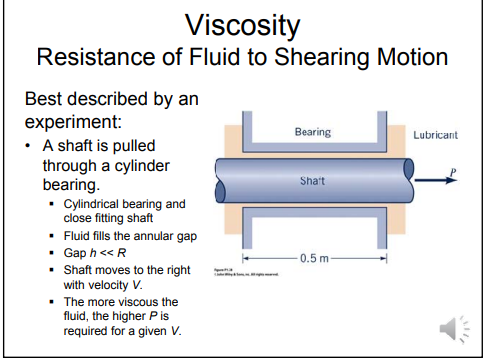 Viscosity
Resistance of Fluid to Shearing Motion
Best described by an
experiment:
• A shaft is pulled
through a cylinder
bearing.
▪ Cylindrical bearing and
close fitting shaft
▪ Fluid fills the annular gap
▪ Gap h << R
▪ Shaft moves to the right
with velocity V.
▪ The more viscous the
fluid, the higher P is
required for a given V.
Bearing
Lubricant
Shaft
P
0.5 m